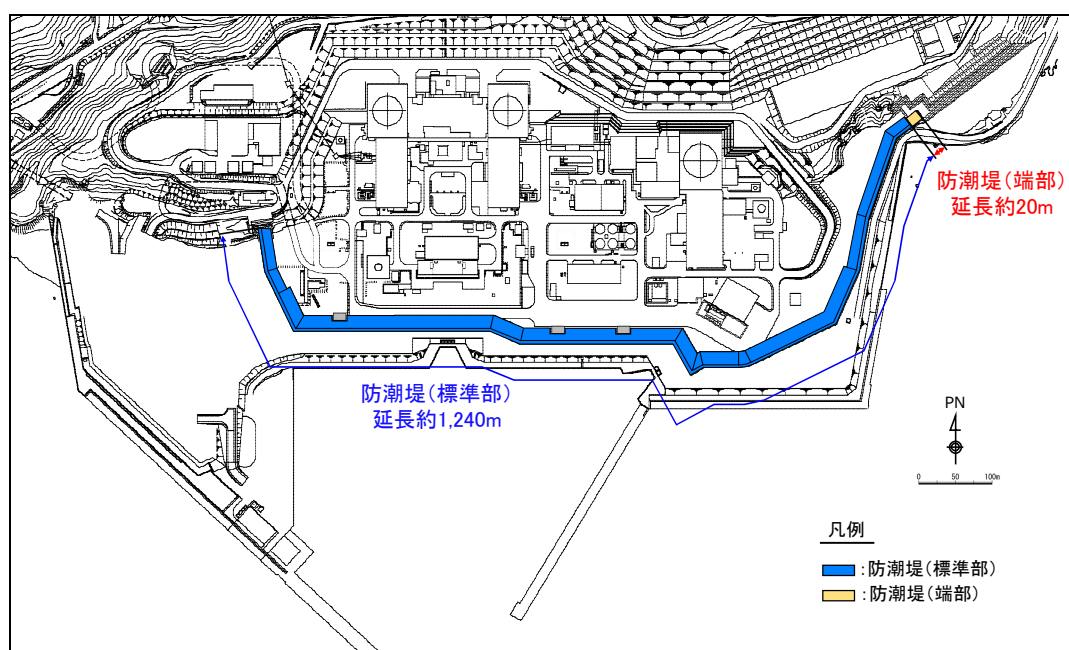 防潮堤(端部)
延長約20m
防潮堤(標準部)
延長約1,240m
PN
0 50 100m
凡例
:防潮堤(標準部)
:防潮堤(端部)